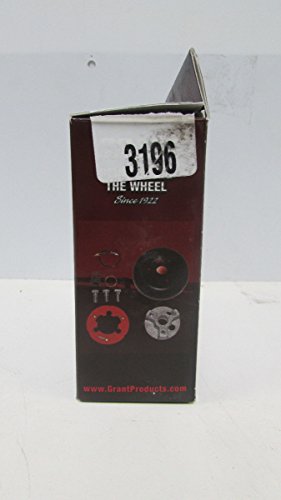 3196
THE WHEEL
Since 1922
www.GrantProducts.com